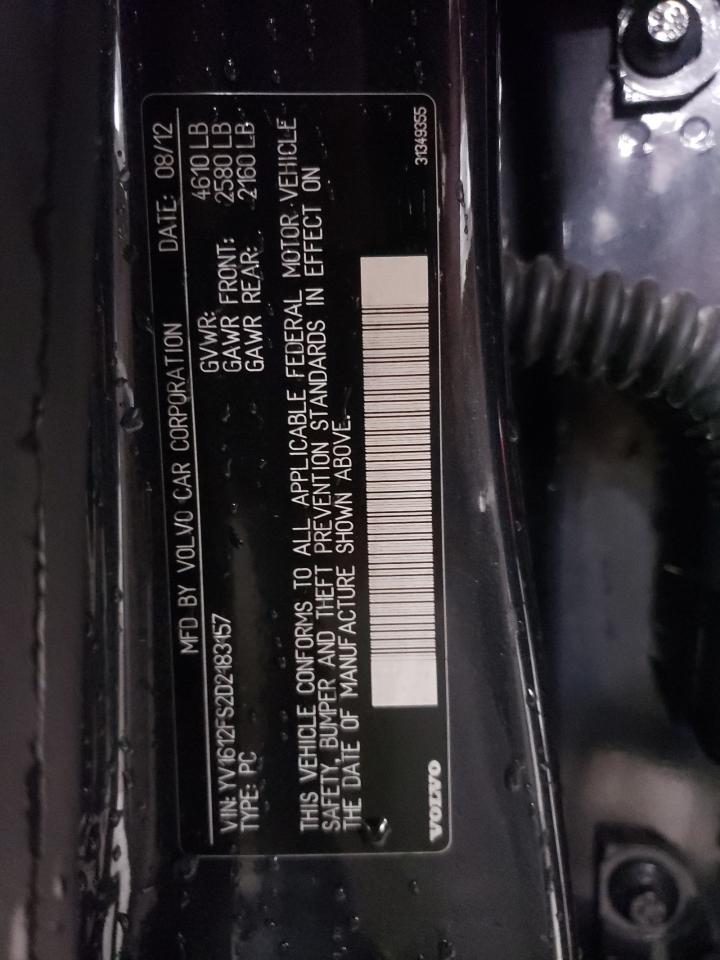 MFD BY VOLVO CAR CORPORATION DATE: 08/12
VIN: YV1612FS2D2183157
TYPE: PC
GVWR: 4610 LB
GAWR FRONT: 2580 LB
GAWR REAR: 2160 LB
THIS VEHICLE CONFORMS TO ALL APPLICABLE FEDERAL MOTOR VEHICLE
SAFETY, BUMPER AND THEFT PREVENTION STANDARDS IN EFFECT ON
THE DATE OF MANUFACTURE SHOWN ABOVE.
VOLVO
31349355